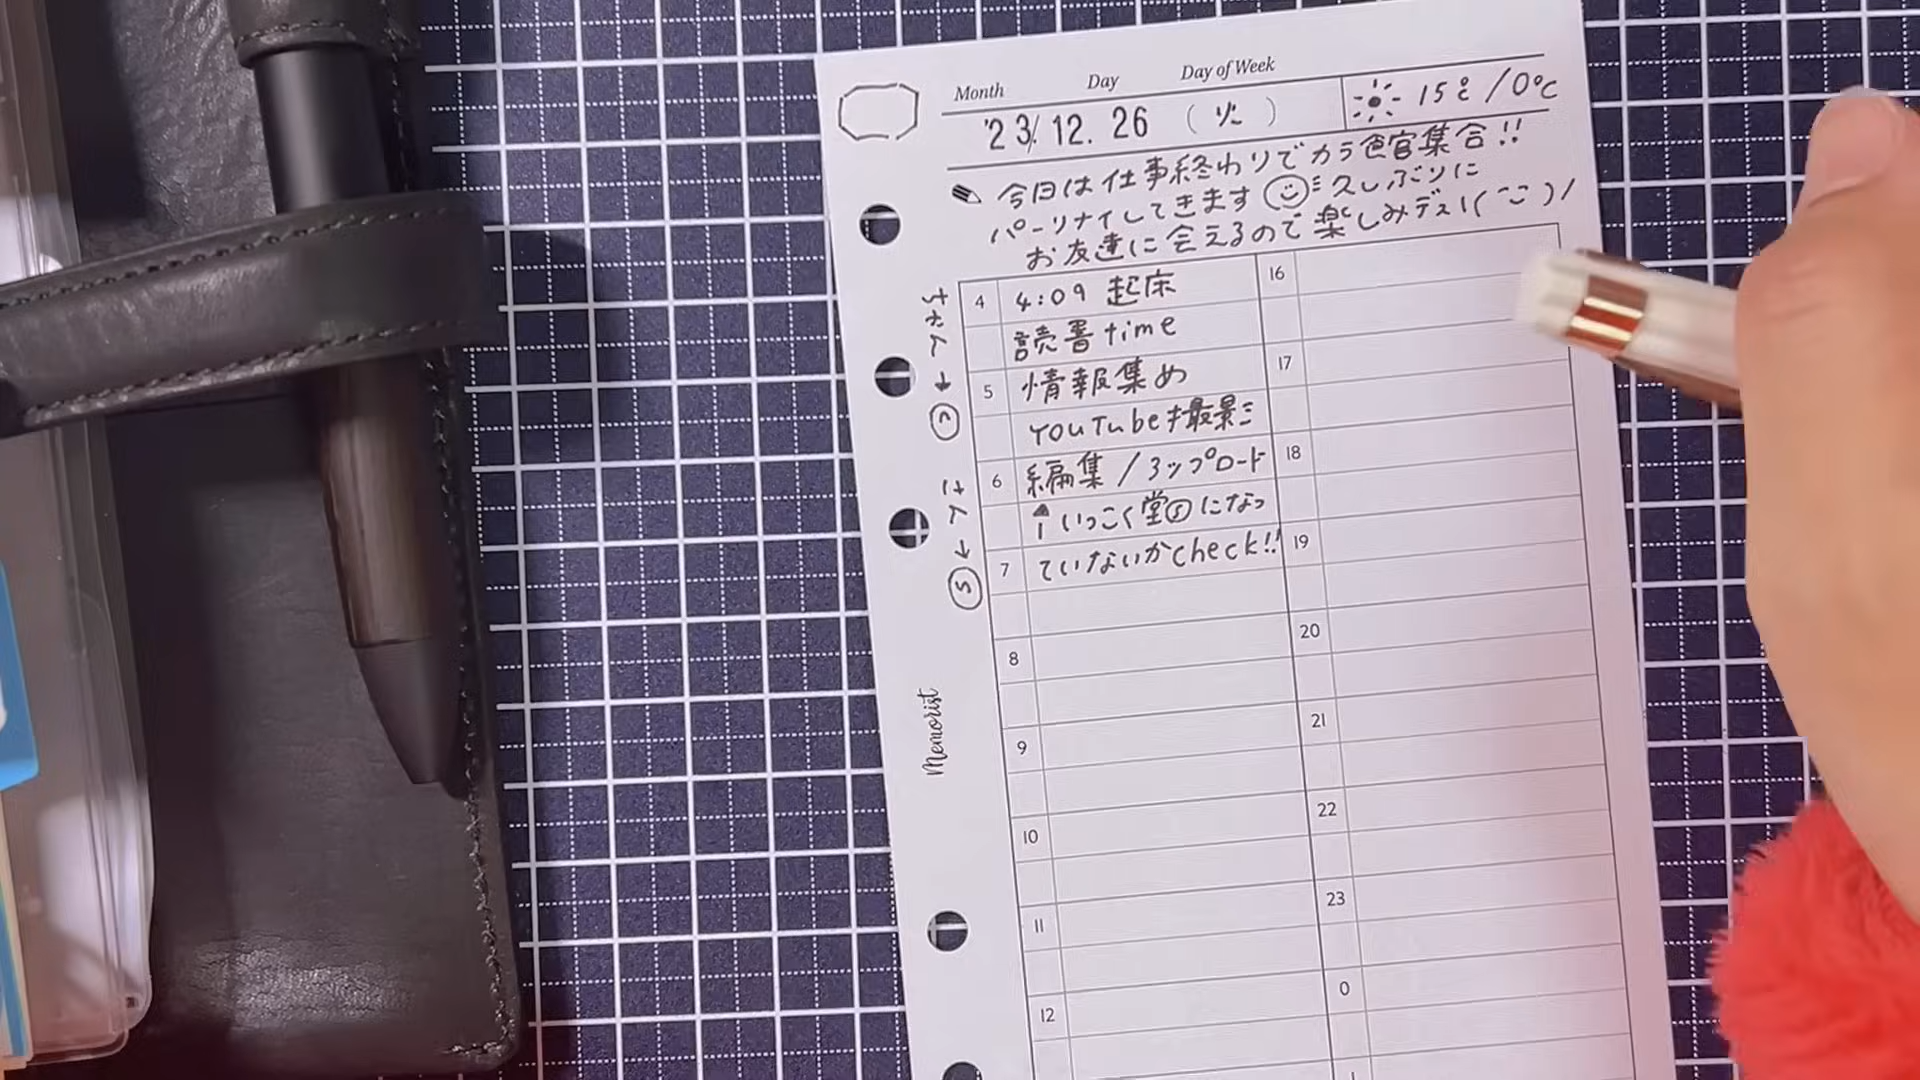 Month Day Day of Week
'23/ 12. 26 (火) 15℃/0℃
今日は仕事終わりでカラ館集合!!
パーリナイしてきます 久しぶりに
お友達に会えるので楽しみデス!
4 4:09 起床 16
読書time
5 情報集め 17
YouTube撮影
6 編集/アップロード 18
↑いっこく堂になっ
7 ていないかcheck!! 19
8 20
9 21
10 22
11 23
12 0
1
Memorist